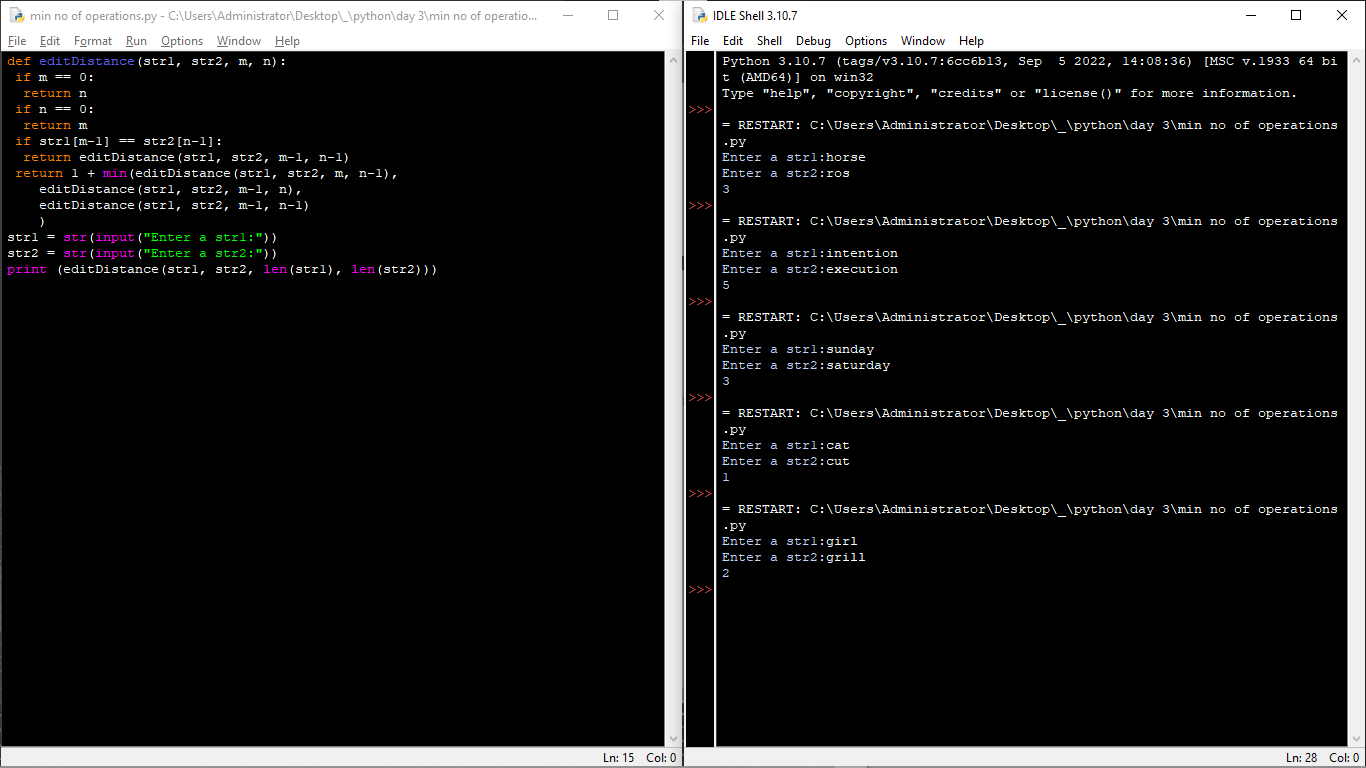 min no of operations.py - C:\Users\Administrator\Desktop\_\python\day 3\min no of operatio...
File Edit Format Run Options Window Help
def editDistance(str1, str2, m, n):
 if m == 0:
  return n
 if n == 0:
  return m
 if str1[m-1] == str2[n-1]:
  return editDistance(str1, str2, m-1, n-1)
 return 1 + min(editDistance(str1, str2, m, n-1),
    editDistance(str1, str2, m-1, n),
    editDistance(str1, str2, m-1, n-1)
    )
str1 = str(input("Enter a str1:"))
str2 = str(input("Enter a str2:"))
print (editDistance(str1, str2, len(str1), len(str2)))
Ln: 15 Col: 0
IDLE Shell 3.10.7
File Edit Shell Debug Options Window Help
Python 3.10.7 (tags/v3.10.7:6cc6b13, Sep  5 2022, 14:08:36) [MSC v.1933 64 bi
t (AMD64)] on win32
Type "help", "copyright", "credits" or "license()" for more information.
>>>
= RESTART: C:\Users\Administrator\Desktop\_\python\day 3\min no of operations
.py
Enter a str1:horse
Enter a str2:ros
3
>>>
= RESTART: C:\Users\Administrator\Desktop\_\python\day 3\min no of operations
.py
Enter a str1:intention
Enter a str2:execution
5
>>>
= RESTART: C:\Users\Administrator\Desktop\_\python\day 3\min no of operations
.py
Enter a str1:sunday
Enter a str2:saturday
3
>>>
= RESTART: C:\Users\Administrator\Desktop\_\python\day 3\min no of operations
.py
Enter a str1:cat
Enter a str2:cut
1
>>>
= RESTART: C:\Users\Administrator\Desktop\_\python\day 3\min no of operations
.py
Enter a str1:girl
Enter a str2:grill
2
>>>
Ln: 28 Col: 0